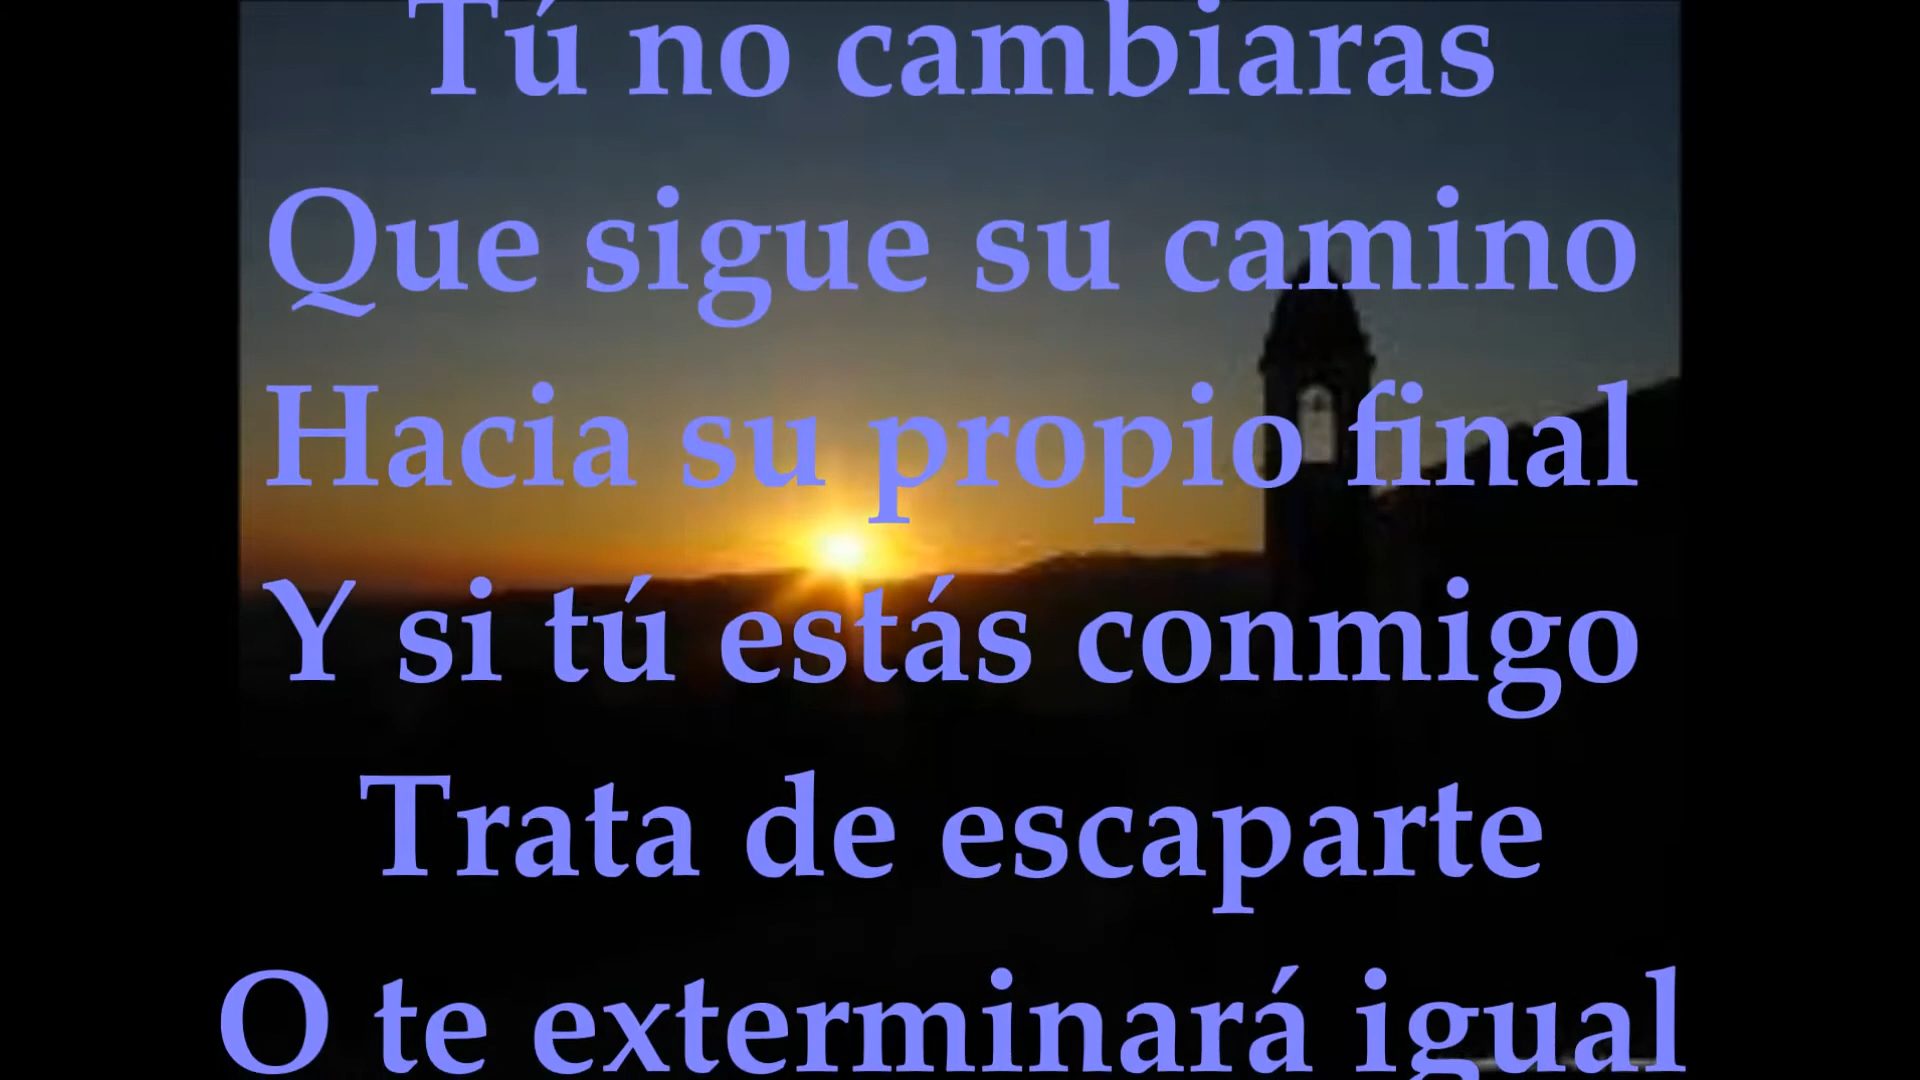 Tú no cambiaras
Que sigue su camino
Hacia su propio final
Y si tú estás conmigo
Trata de escaparte
O te exterminará igual